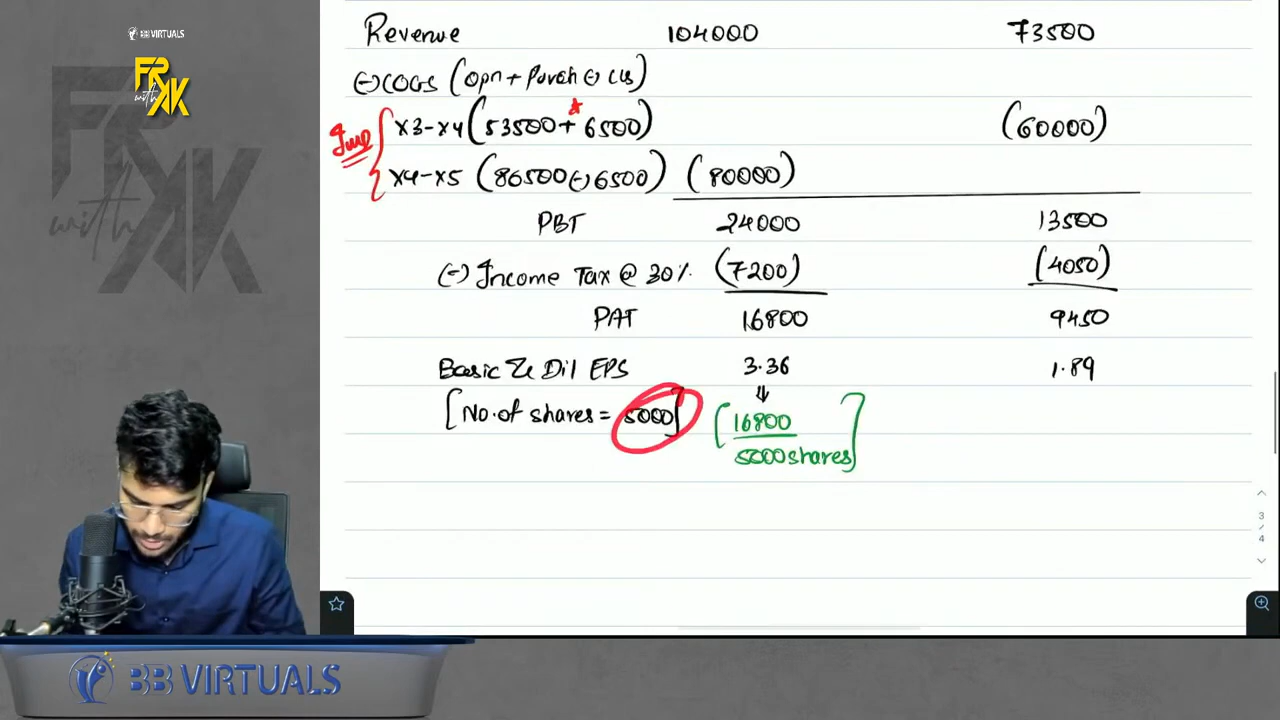 BB VIRTUALS
FR
with
AK
Revenue 104000 73500
(-) COGS (Opn + Purch (-) Cls)
Imp
X3-X4 (53500 + 6500) (60000)
X4-X5 (86500 (-) 6500) (80000)
PBT 24000 13500
(-) Income Tax @ 30% (7200) (4050)
PAT 16800 9450
Basic & Dil EPS 3.36 1.89
[No. of shares = 5000]
[16800
5000 shares]
3
/
4
BB VIRTUALS